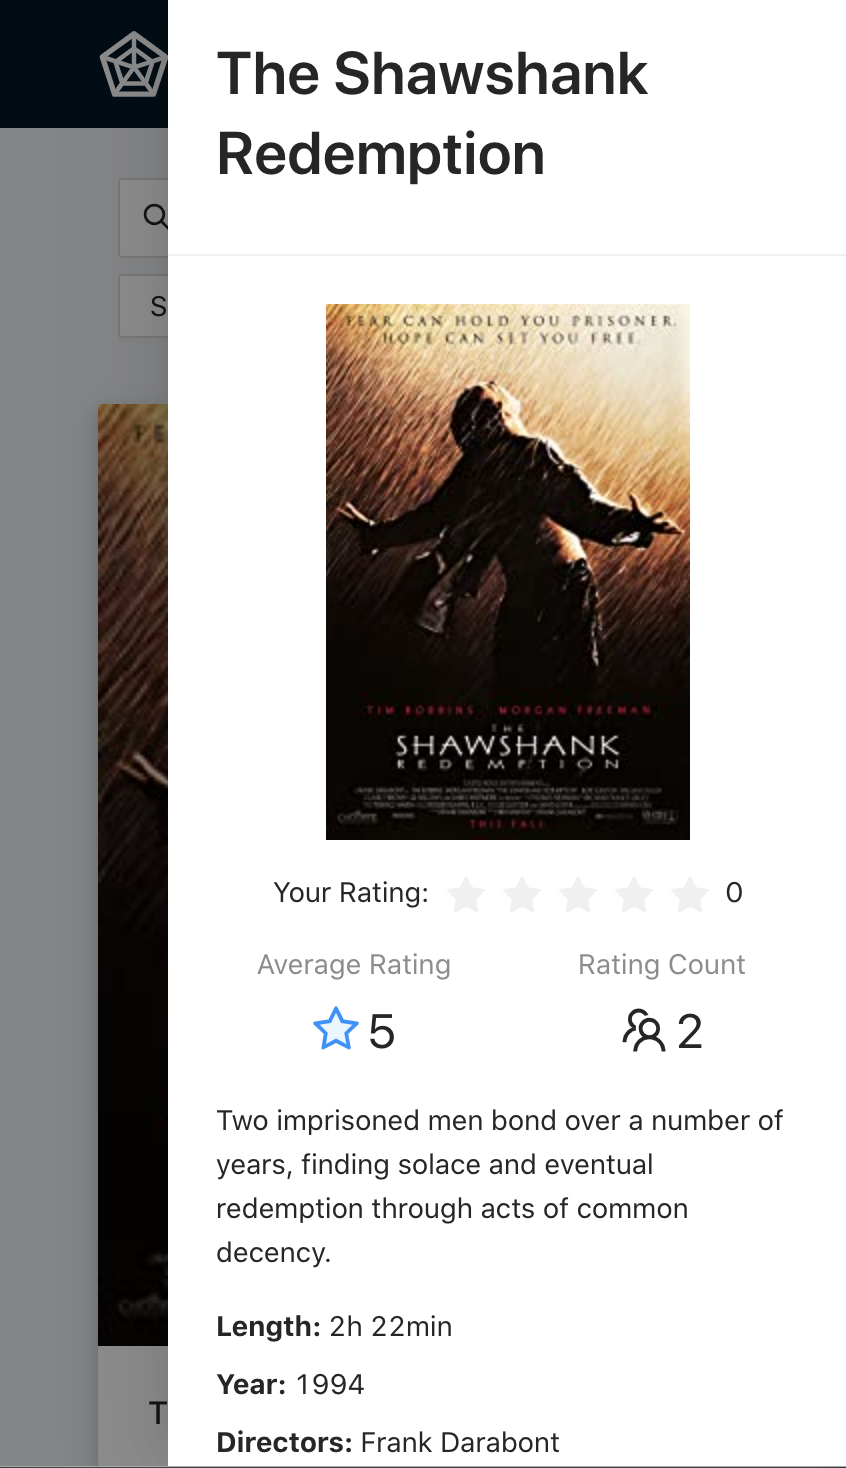 The Shawshank
Redemption
S
FE
FEAR CAN HOLD YOU PRISONER.
HOPE CAN SET YOU FREE.
TIM ROBBINS MORGAN FREEMAN
THE
SHAWSHANK
REDEMPTION
THIS FALL
Your Rating: 0
Average Rating Rating Count
5 2
Two imprisoned men bond over a number of
years, finding solace and eventual
redemption through acts of common
decency.
Length: 2h 22min
Year: 1994
T
Directors: Frank Darabont